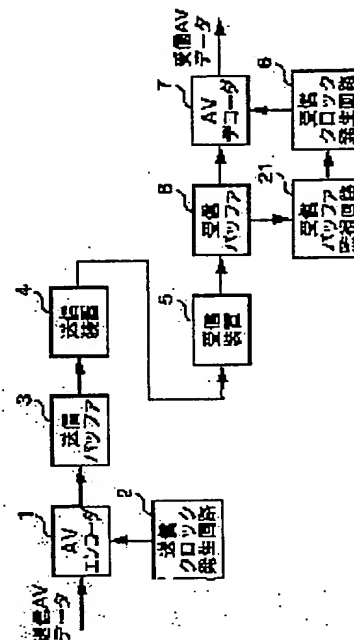 送信AV
データ
1
AV
エンコーダ
2
送信
クロック
発生回路
3
送信
バッファ
4
送信
装置
5
受信
装置
8
受信
バッファ
7
AV
デコーダ
受信AV
データ
21
受信
バッファ
監視回路
6
受信
クロック
発生回路